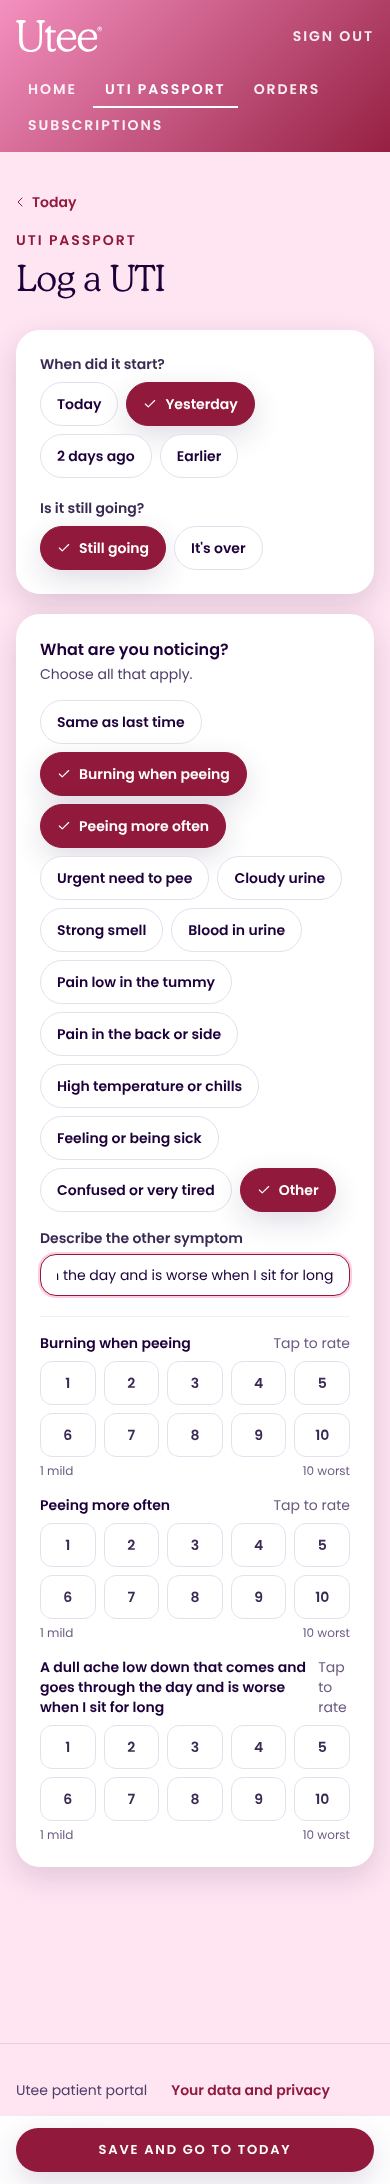 Utee®
SIGN OUT
HOME UTI PASSPORT ORDERS
SUBSCRIPTIONS
Today
UTI PASSPORT
Log a UTI
When did it start?
Today Yesterday
2 days ago Earlier
Is it still going?
Still going It's over
What are you noticing?
Choose all that apply.
Same as last time
Burning when peeing
Peeing more often
Urgent need to pee Cloudy urine
Strong smell Blood in urine
Pain low in the tummy
Pain in the back or side
High temperature or chills
Feeling or being sick
Confused or very tired Other
Describe the other symptom
the day and is worse when I sit for long
Burning when peeing Tap to rate
1 2 3 4 5
6 7 8 9 10
1 mild 10 worst
Peeing more often Tap to rate
1 2 3 4 5
6 7 8 9 10
1 mild 10 worst
A dull ache low down that comes and
goes through the day and is worse
when I sit for long
Tap
to
rate
1 2 3 4 5
6 7 8 9 10
1 mild 10 worst
Utee patient portal Your data and privacy
SAVE AND GO TO TODAY